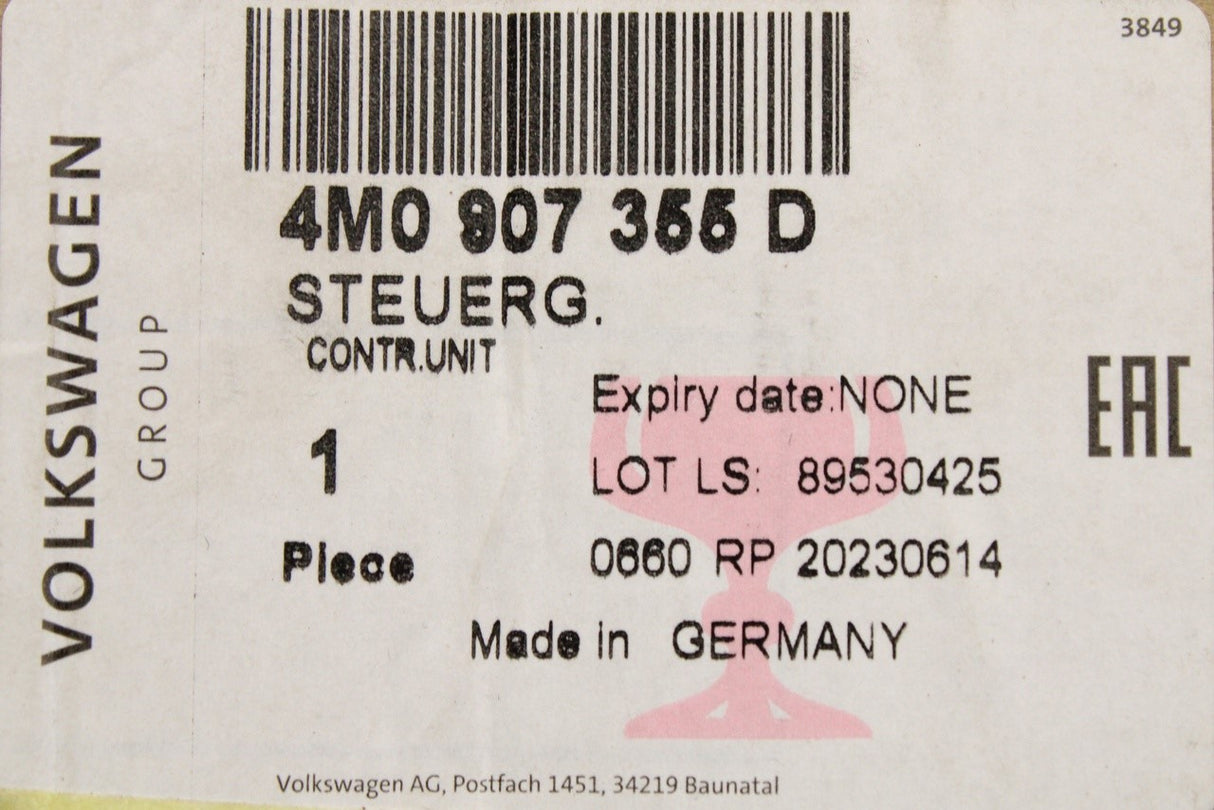 3849
VOLKSWAGEN
GROUP
4M0 907 355 D
STEUERG.
CONTR.UNIT
Expiry date:NONE
EAC
1
LOT LS: 89530425
Piece
0660 RP 20230614
Made in GERMANY
Volkswagen AG, Postfach 1451, 34219 Baunatal